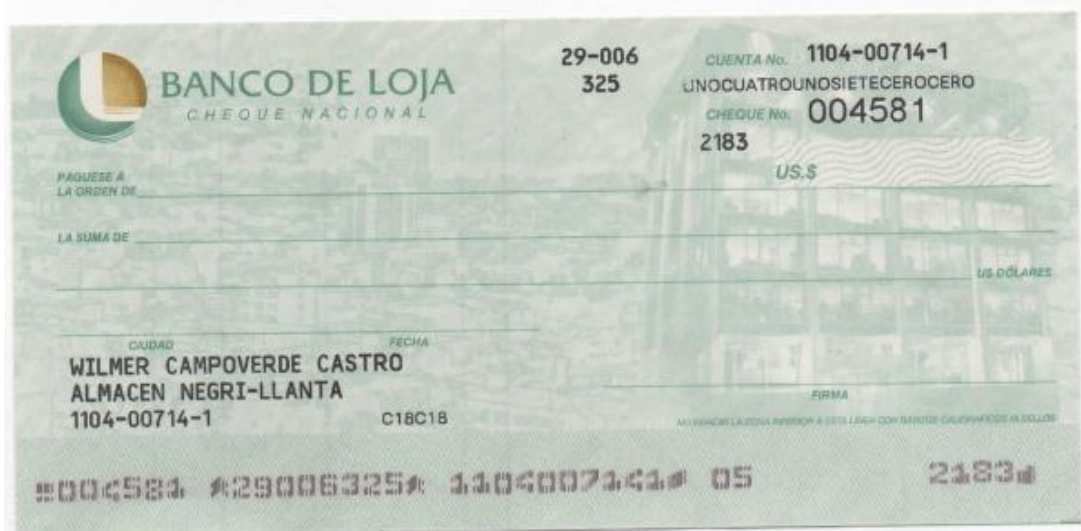 BANCO DE LOJA
CHEQUE NACIONAL
29-006
325
CUENTA No. 1104-00714-1
UNOCUATROUNOSIETECEROCERO
CHEQUE No. 004581
2183
PAGUESE A
LA ORDEN DE
US.$
LA SUMA DE
US DÓLARES
CIUDAD FECHA
WILMER CAMPOVERDE CASTRO
ALMACEN NEGRI-LLANTA
1104-00714-1 C18C18
FIRMA
004581 29006325 1104007141 05 2183